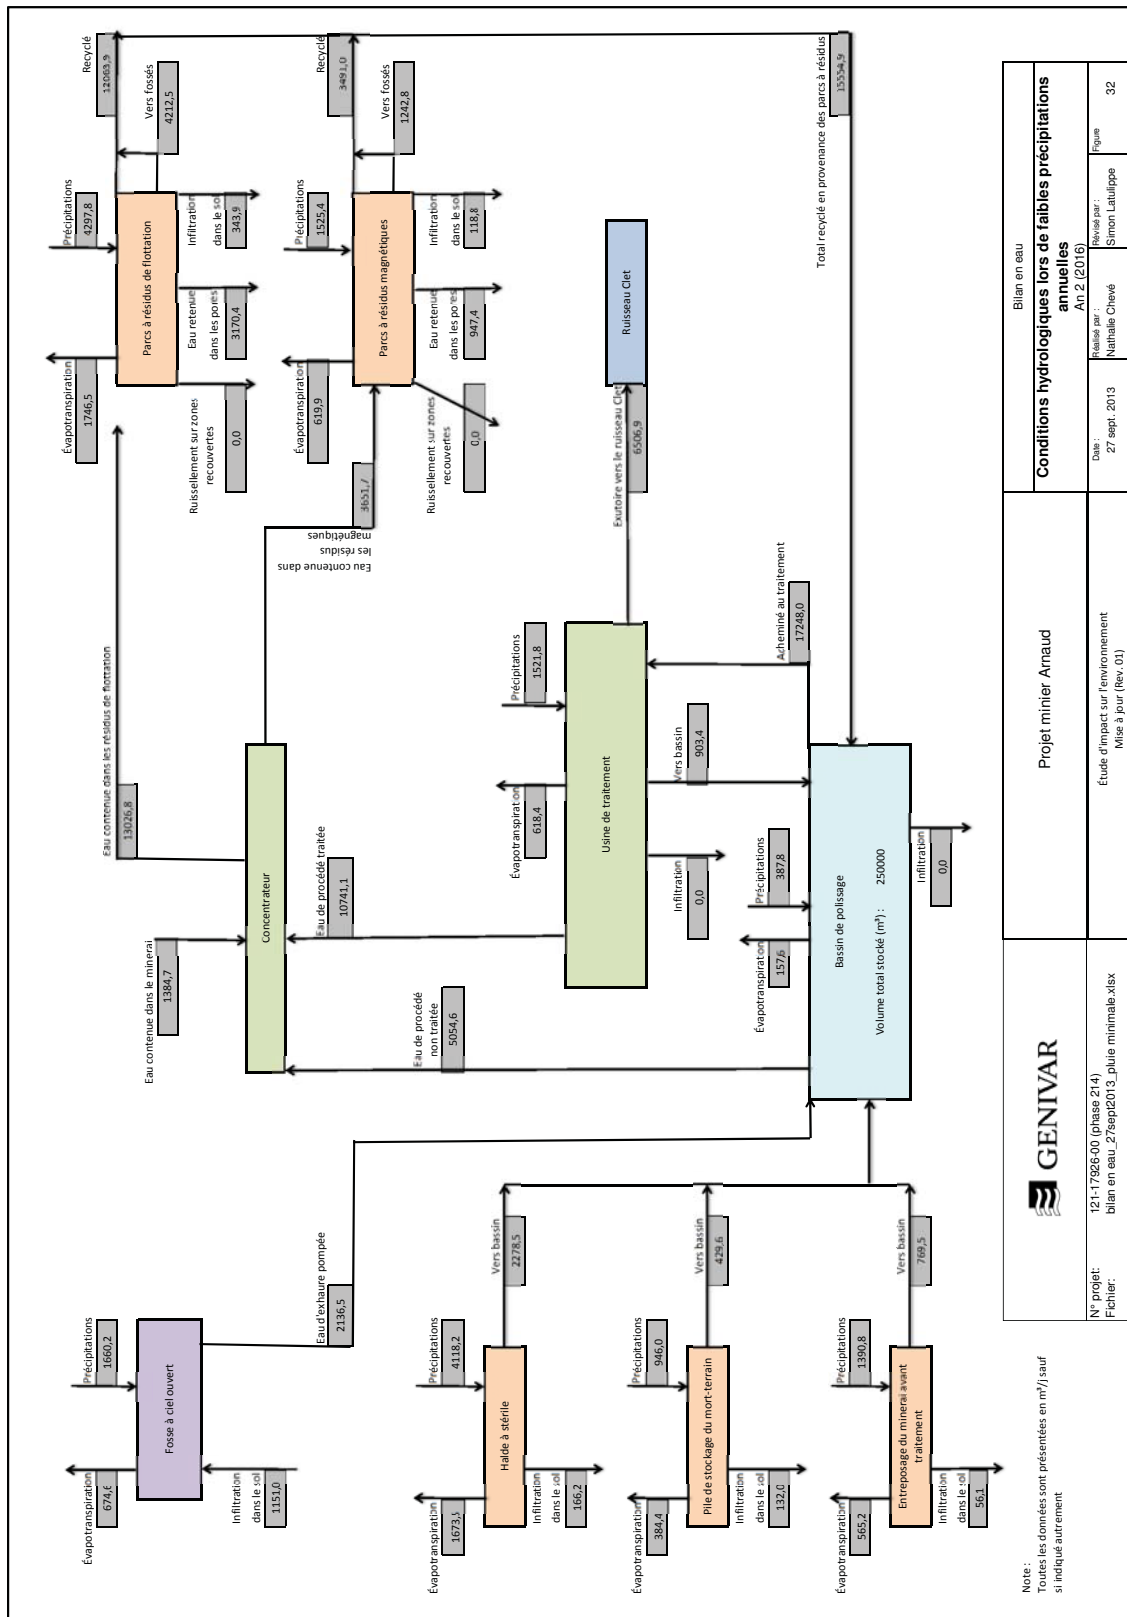 Évapotranspiration
674,6
Précipitations
1660,2
Fosse à ciel ouvert
Infiltration
dans le sol
1151,0
Eau d'exhaure pompée
2136,5
Évapotranspiration
Précipitations
4118,2
Halde à stérile
Infiltration
dans le sol
166,2
Vers bassin
2278,5
Évapotranspiration
384,4
Précipitations
946,0
Pile de stockage du mort-terrain
Infiltration
dans le sol
132,0
Vers bassin
429,6
Évapotranspiration
565,2
Précipitations
1390,8
Entreposage du minerai avant
traitement
Infiltration
dans le sol
56,1
Vers bassin
769,5
Eau contenue dans le minerai
1384,7
Concentrateur
Eau contenue dans les résidus de flottation
13026,8
Eau de procédé
non traitée
5054,6
Eau de procédé traitée
10741,1
Eau contenue dans
les résidus
magnétiques
3651,7
Évapotranspiration
618,4
Précipitations
1521,8
Usine de traitement
Infiltration
0,0
Vers bassin
903,4
Acheminé au traitement
17248,0
Exutoire vers le ruisseau Clet
6506,9
Ruisseau Clet
Évapotranspiration
157,6
Précipitations
387,8
Bassin de polissage
Volume total stocké (m³) : 250000
Infiltration
0,0
Évapotranspiration
1746,5
Précipitations
4297,8
Recyclé
12063,9
Parcs à résidus de flottation
Vers fossés
4212,5
Ruissellement sur zones
recouvertes
0,0
Eau retenue
dans les pores
3170,4
Infiltration
dans le sol
343,9
Évapotranspiration
619,9
Précipitations
1525,4
Recyclé
3491,0
Parcs à résidus magnétiques
Vers fossés
1242,8
Ruissellement sur zones
recouvertes
0,0
Eau retenue
dans les pores
947,4
Infiltration
dans le sol
118,8
Total recyclé en provenance des parcs à résidus
15554,9
Note :
Toutes les données sont présentées en m³/j sauf
si indiqué autrement
GENIVAR
N° projet: 121-17926-00 (phase 214)
Fichier: bilan en eau_27sept2013_pluie minimale.xlsx
Projet minier Arnaud
Étude d'impact sur l'environnement
Mise à jour (Rev. 01)
Bilan en eau
Conditions hydrologiques lors de faibles précipitations
annuelles
An 2 (2016)
Date : 27 sept. 2013
Réalisé par : Nathalie Chevé
Révisé par : Simon Latulippe
Figure 32